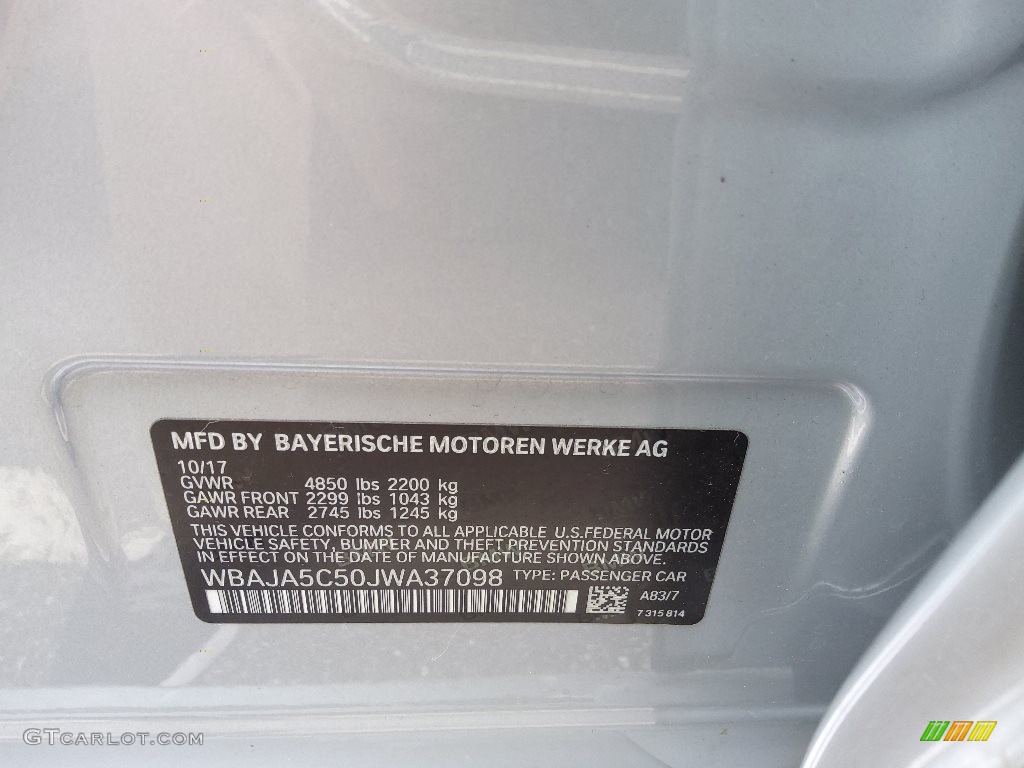 MFD BY BAYERISCHE MOTOREN WERKE AG
10/17
GVWR 4850 lbs 2200 kg
GAWR FRONT 2299 lbs 1043 kg
GAWR REAR 2745 lbs 1245 kg
THIS VEHICLE CONFORMS TO ALL APPLICABLE U.S.FEDERAL MOTOR
VEHICLE SAFETY, BUMPER AND THEFT PREVENTION STANDARDS
IN EFFECT ON THE DATE OF MANUFACTURE SHOWN ABOVE.
WBAJA5C50JWA37098 TYPE: PASSENGER CAR
A83/7
7 315 814
GTCARLOT.COM